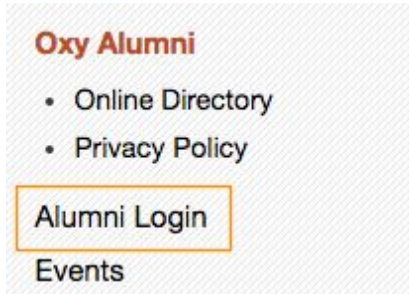 Oxy Alumni
• Online Directory
• Privacy Policy
Alumni Login
Events